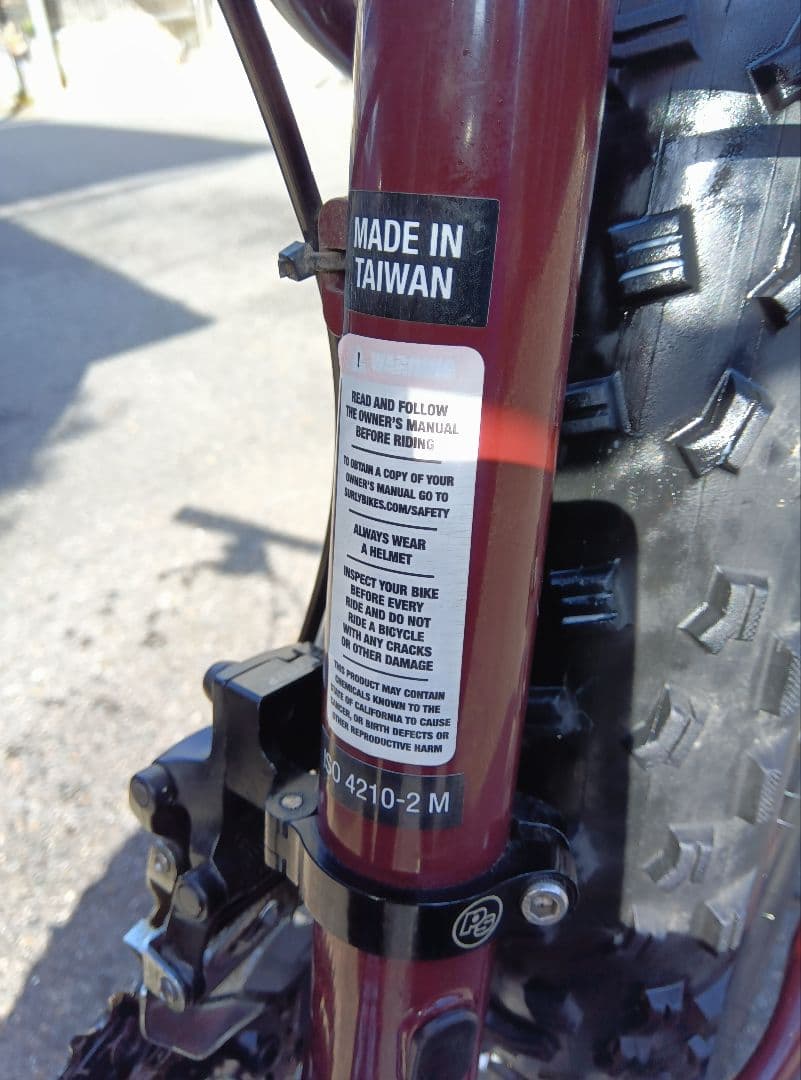 MADE IN
TAIWAN
! WARNING
READ AND FOLLOW
THE OWNER'S MANUAL
BEFORE RIDING
TO OBTAIN A COPY OF YOUR
OWNER'S MANUAL GO TO
SURLYBIKES.COM/SAFETY
ALWAYS WEAR
A HELMET
INSPECT YOUR BIKE
BEFORE EVERY
RIDE AND DO NOT
RIDE A BICYCLE
WITH ANY CRACKS
OR OTHER DAMAGE
THIS PRODUCT MAY CONTAIN
CHEMICALS KNOWN TO THE
STATE OF CALIFORNIA TO CAUSE
CANCER, OR BIRTH DEFECTS OR
OTHER REPRODUCTIVE HARM
ISO 4210-2 M
PS